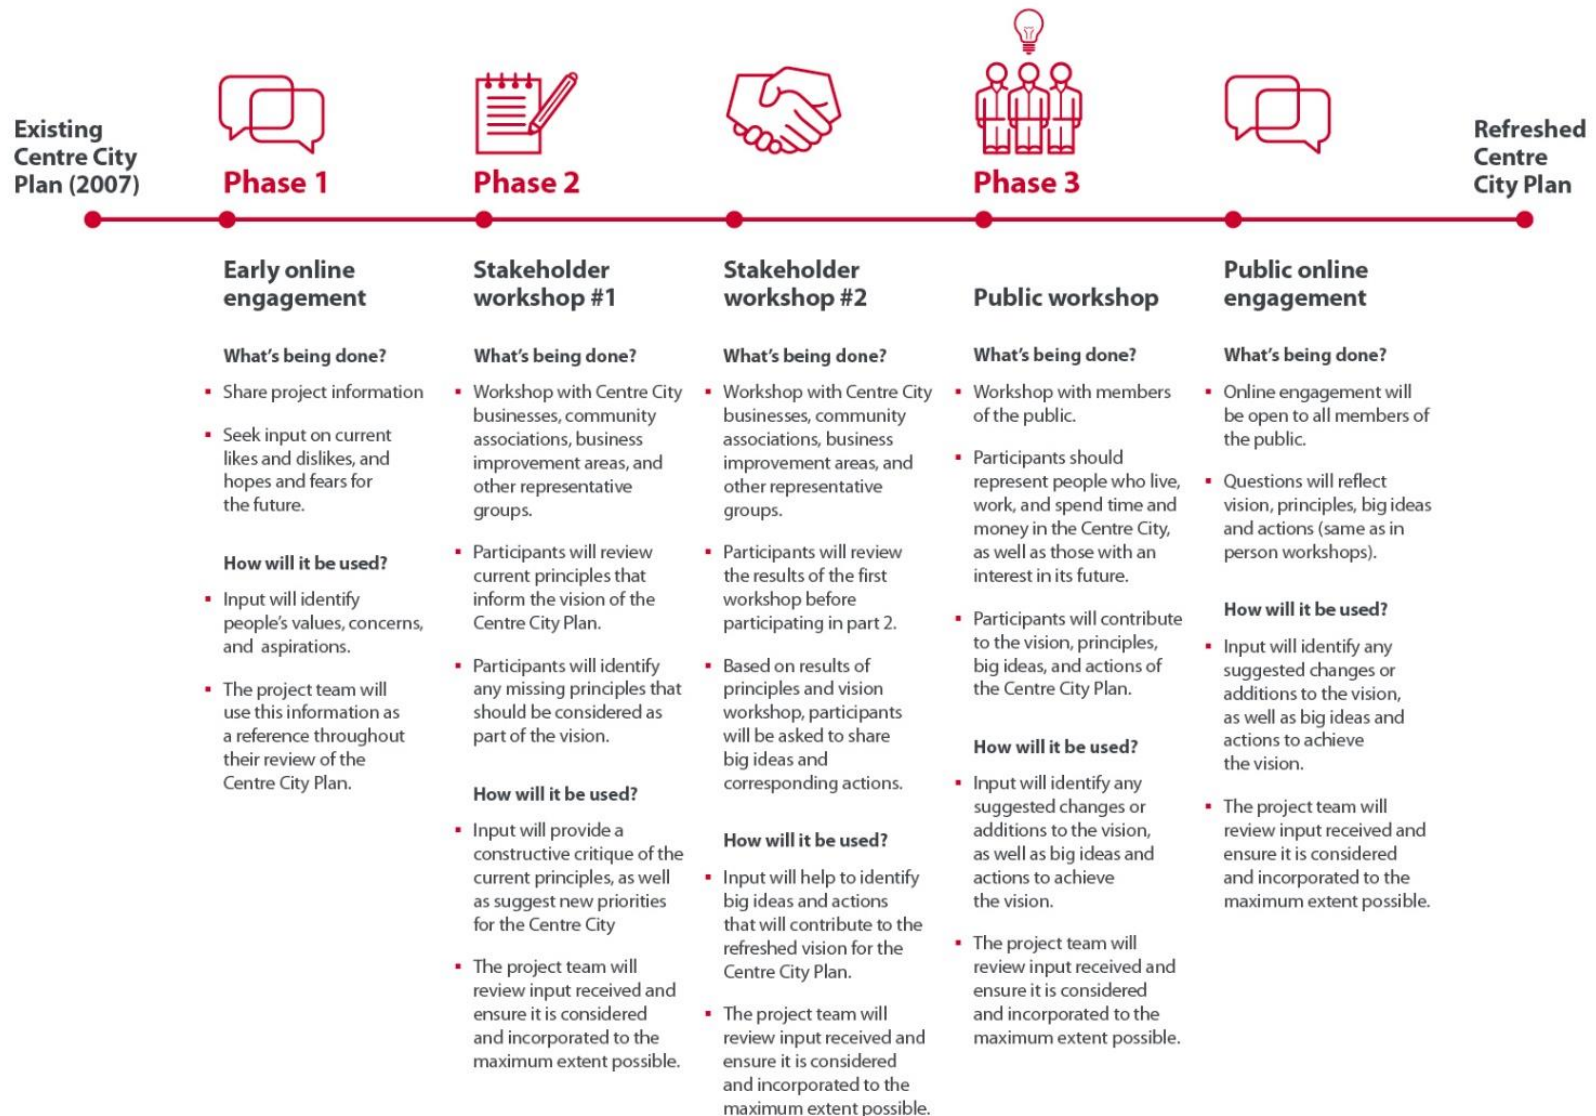 Existing
Centre City
Plan (2007)
Phase 1
Phase 2
Phase 3
Refreshed
Centre
City Plan
Early online
engagement
What's being done?
▪ Share project information
▪ Seek input on current
likes and dislikes, and
hopes and fears for
the future.
How will it be used?
▪ Input will identify
people's values, concerns,
and aspirations.
▪ The project team will
use this information as
a reference throughout
their review of the
Centre City Plan.
Stakeholder
workshop #1
What's being done?
▪ Workshop with Centre City
businesses, community
associations, business
improvement areas, and
other representative
groups.
▪ Participants will review
current principles that
inform the vision of the
Centre City Plan.
▪ Participants will identify
any missing principles that
should be considered as
part of the vision.
How will it be used?
▪ Input will provide a
constructive critique of the
current principles, as well
as suggest new priorities
for the Centre City
▪ The project team will
review input received and
ensure it is considered
and incorporated to the
maximum extent possible.
Stakeholder
workshop #2
What's being done?
▪ Workshop with Centre City
businesses, community
associations, business
improvement areas, and
other representative
groups.
▪ Participants will review
the results of the first
workshop before
participating in part 2.
▪ Based on results of
principles and vision
workshop, participants
will be asked to share
big ideas and
corresponding actions.
How will it be used?
▪ Input will help to identify
big ideas and actions
that will contribute to the
refreshed vision for the
Centre City Plan.
▪ The project team will
review input received and
ensure it is considered
and incorporated to the
maximum extent possible.
Public workshop
What's being done?
▪ Workshop with members
of the public.
▪ Participants should
represent people who live,
work, and spend time and
money in the Centre City,
as well as those with an
interest in its future.
▪ Participants will contribute
to the vision, principles,
big ideas, and actions of
the Centre City Plan.
How will it be used?
▪ Input will identify any
suggested changes or
additions to the vision,
as well as big ideas and
actions to achieve
the vision.
▪ The project team will
review input received and
ensure it is considered
and incorporated to the
maximum extent possible.
Public online
engagement
What's being done?
▪ Online engagement will
be open to all members of
the public.
▪ Questions will reflect
vision, principles, big ideas
and actions (same as in
person workshops).
How will it be used?
▪ Input will identify any
suggested changes or
additions to the vision,
as well as big ideas and
actions to achieve
the vision.
▪ The project team will
review input received and
ensure it is considered
and incorporated to the
maximum extent possible.